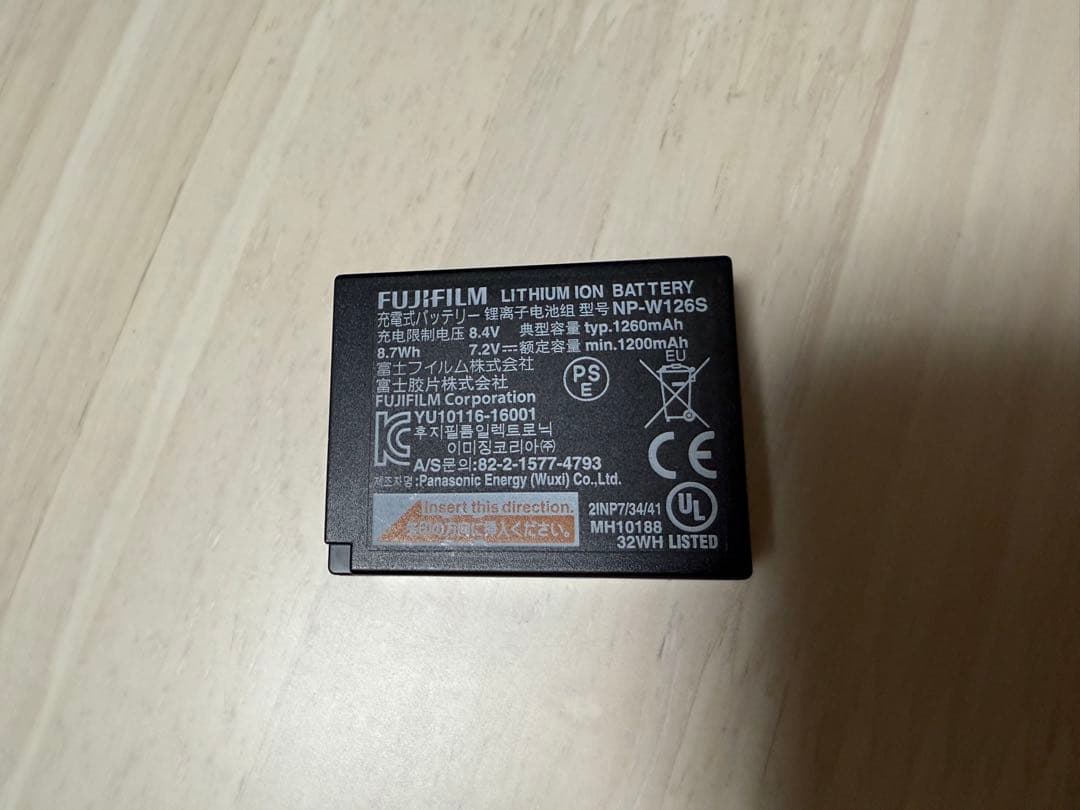 FUJIFILM LITHIUM ION BATTERY
充電式バッテリー 锂离子电池组 型号 NP-W126S
充电限制电压 8.4V 典型容量 typ.1260mAh
8.7Wh 7.2V⎓额定容量 min.1200mAh
富士フイルム株式会社
富士胶片株式会社
FUJIFILM Corporation
PS E
EU
YU10116-16001
후지필름일렉트로닉
이미징코리아㈜
A/S문의:82-2-1577-4793
제조자명:Panasonic Energy (Wuxi) Co.,Ltd.
CE
Insert this direction.
矢印の方向に挿入ください。
2INP7/34/41
MH10188
32WH
UL
LISTED